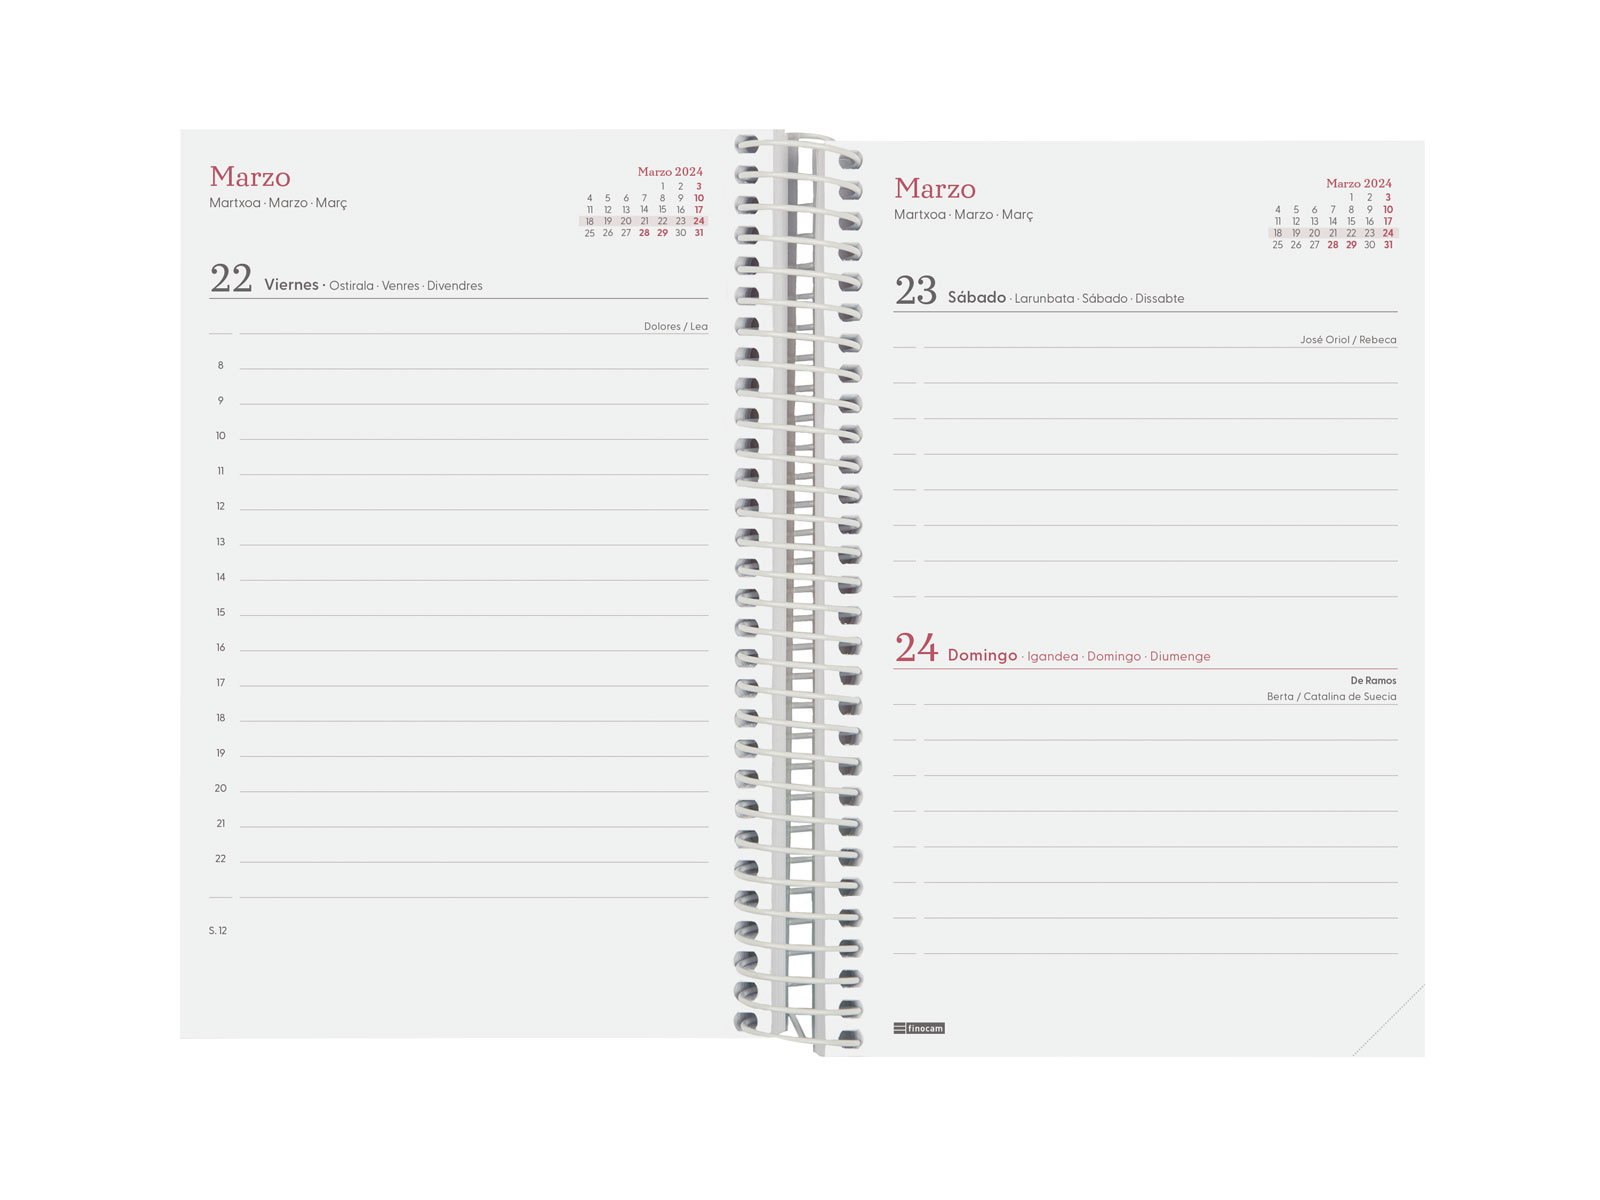 Marzo
Martxoa · Marzo · Març
Marzo 2024
1 2 3
4 5 6 7 8 9 10
11 12 13 14 15 16 17
18 19 20 21 22 23 24
25 26 27 28 29 30 31
22 Viernes · Ostirala · Venres · Divendres
Dolores / Lea
8
9
10
11
12
13
14
15
16
17
18
19
20
21
22
S. 12
Marzo
Martxoa · Marzo · Març
Marzo 2024
1 2 3
4 5 6 7 8 9 10
11 12 13 14 15 16 17
18 19 20 21 22 23 24
25 26 27 28 29 30 31
23 Sábado · Larunbata · Sábado · Dissabte
José Oriol / Rebeca
24 Domingo · Igandea · Domingo · Diumenge
De Ramos
Berta / Catalina de Suecia
finocam